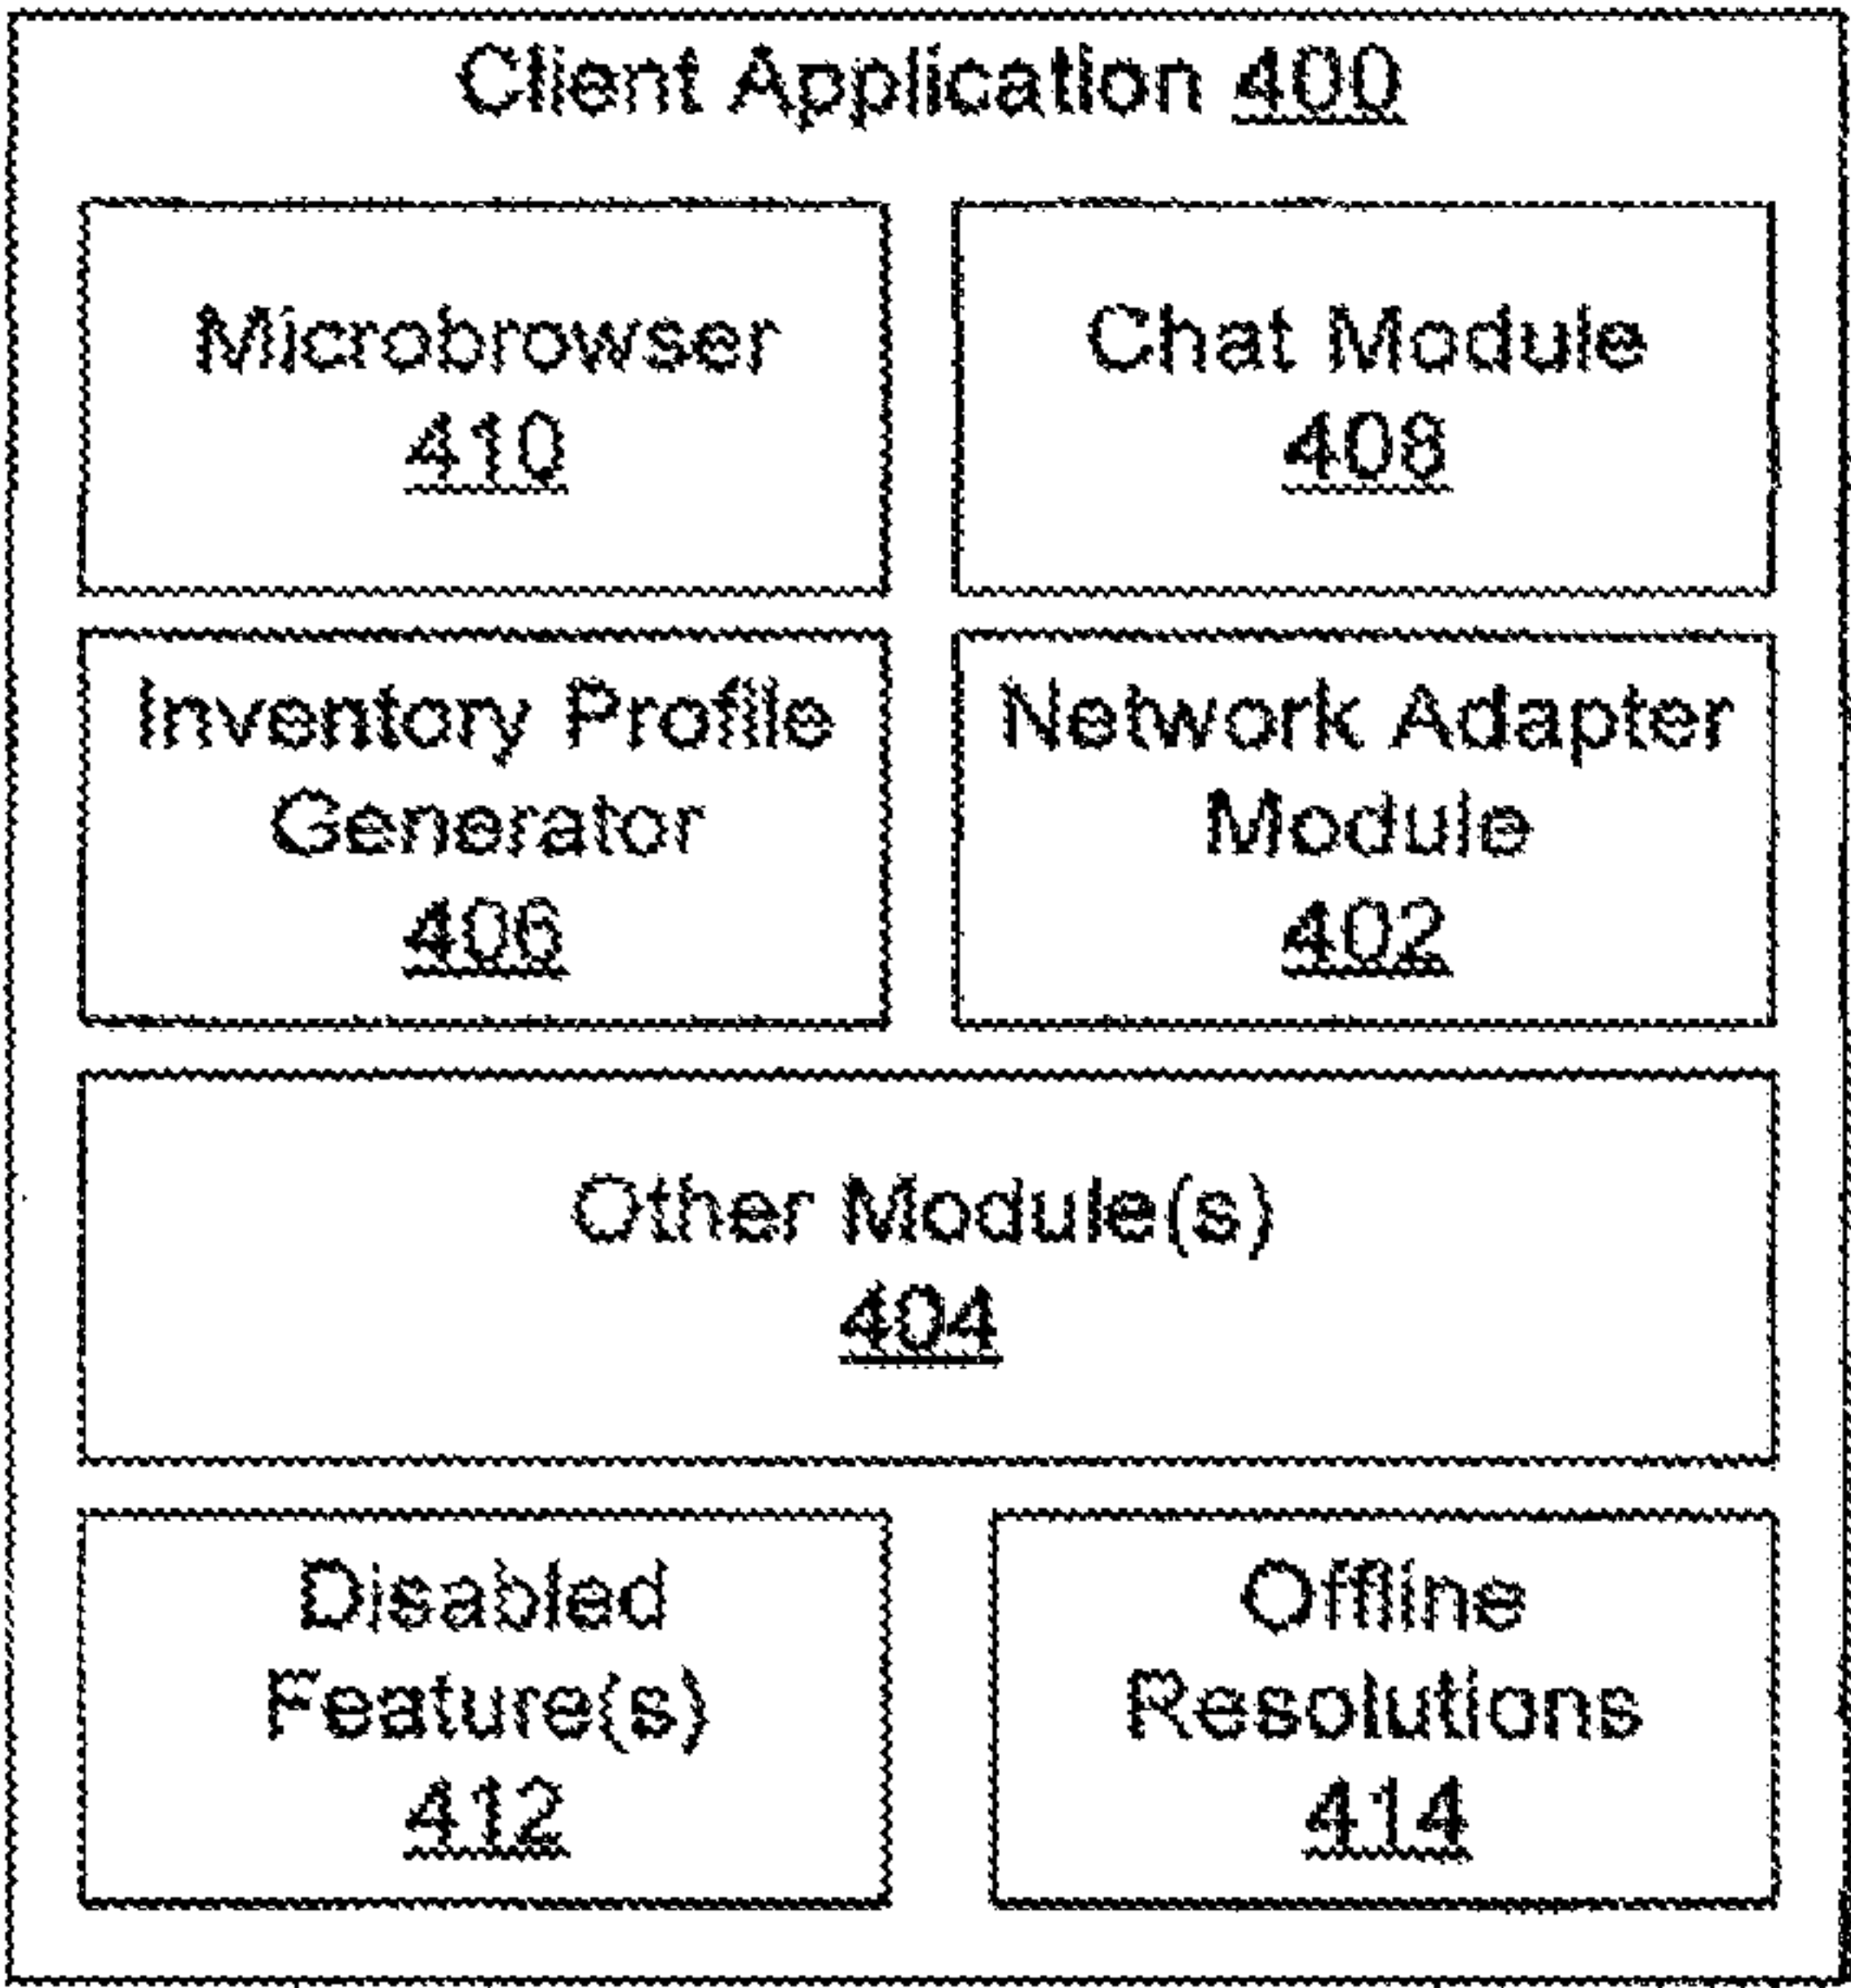 Client Application 400
Microbrowser
410
Chat Module
408
Inventory Profile
Generator
406
Network Adapter
Module
402
Other Module(s)
404
Disabled
Feature(s)
412
Offline
Resolutions
414